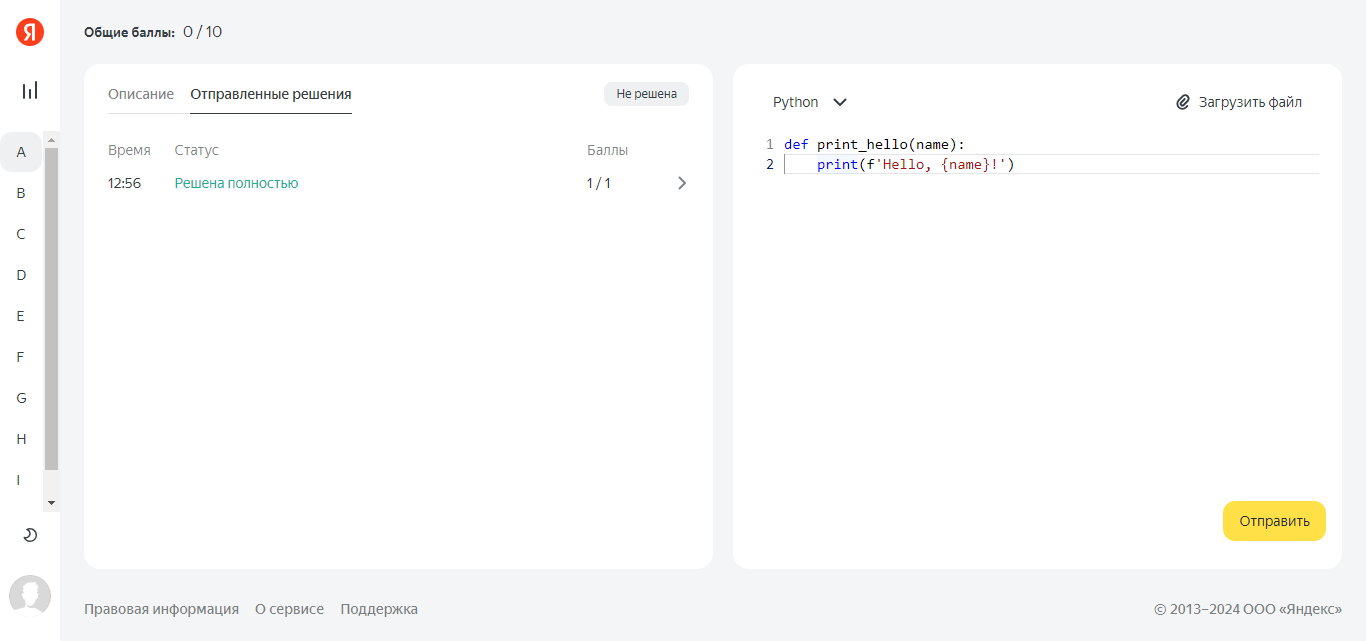 Я
Общие баллы: 0 / 10
A
B
C
D
E
F
G
H
I
Описание Отправленные решения Не решена
Время Статус Баллы
12:56 Решена полностью 1 / 1
Python Загрузить файл
1 def print_hello(name):
2 print(f'Hello, {name}!')
Отправить
Правовая информация О сервисе Поддержка © 2013–2024 ООО «Яндекс»